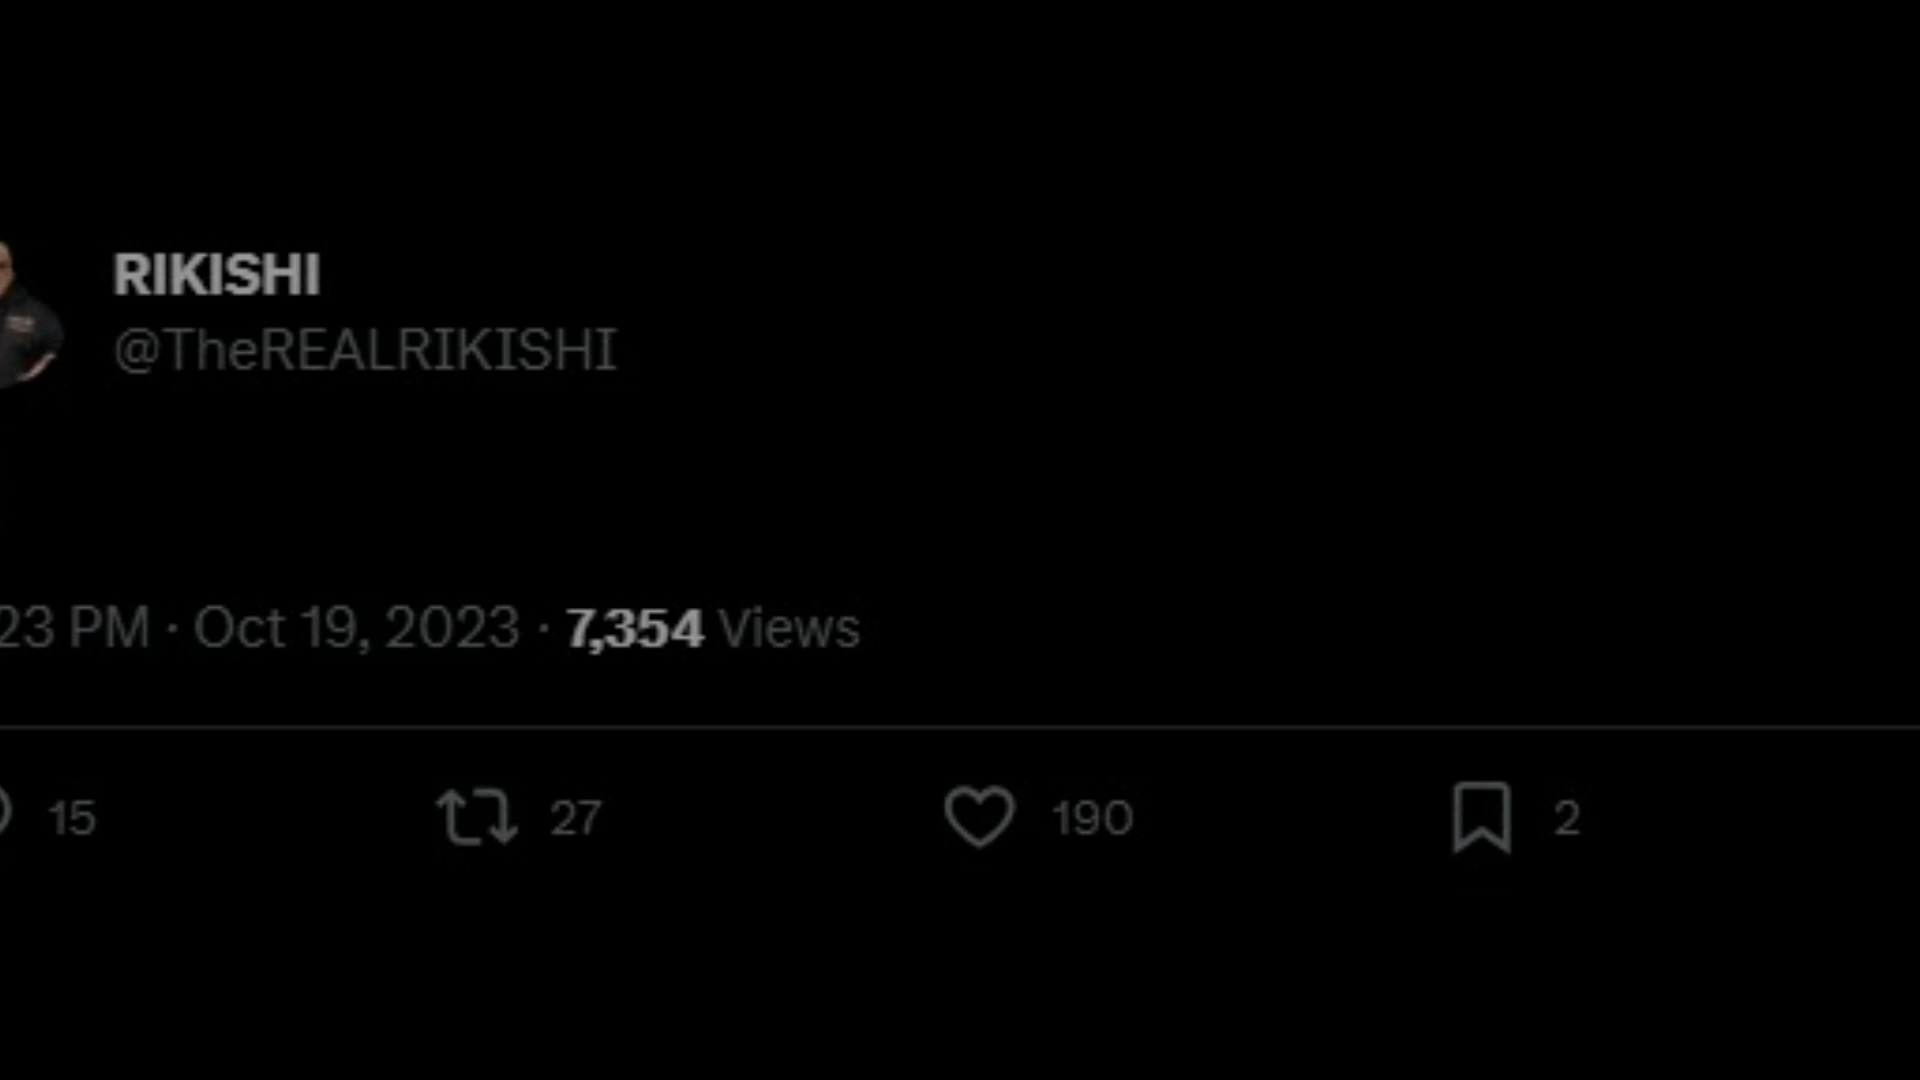 RIKISHI
@TheREALRIKISHI
23 PM · Oct 19, 2023 · 7,354 Views
15 27 190 2